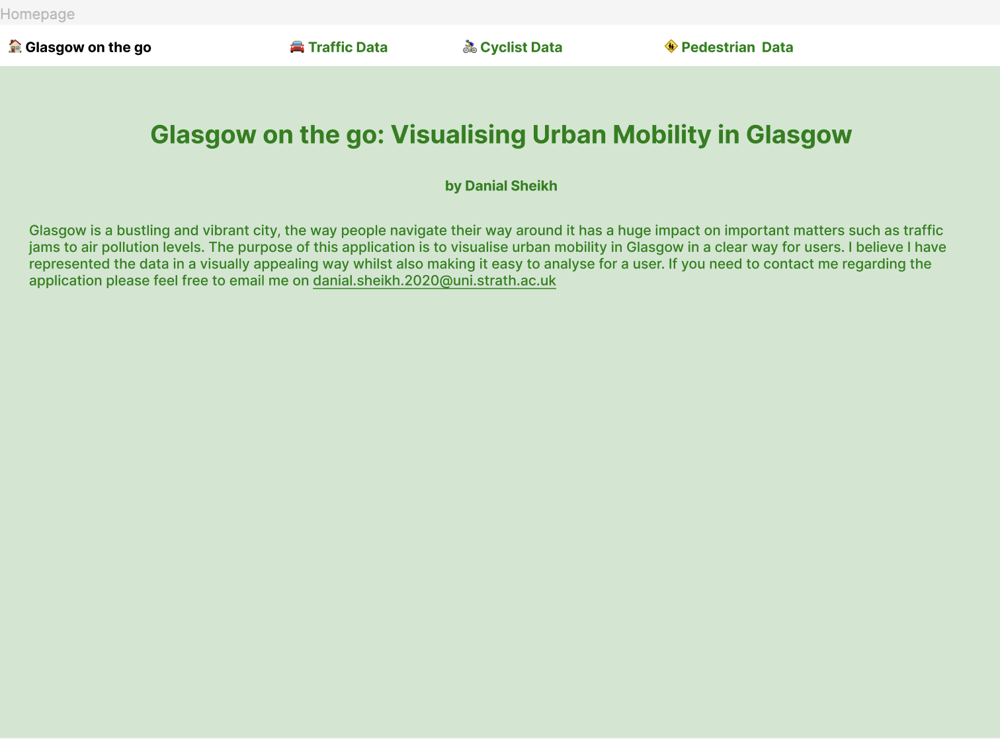 Homepage
Glasgow on the go
Traffic Data
Cyclist Data
Pedestrian  Data
Glasgow on the go: Visualising Urban Mobility in Glasgow
by Danial Sheikh
Glasgow is a bustling and vibrant city, the way people navigate their way around it has a huge impact on important matters such as traffic
jams to air pollution levels. The purpose of this application is to visualise urban mobility in Glasgow in a clear way for users. I believe I have
represented the data in a visually appealing way whilst also making it easy to analyse for a user. If you need to contact me regarding the
application please feel free to email me on danial.sheikh.2020@uni.strath.ac.uk